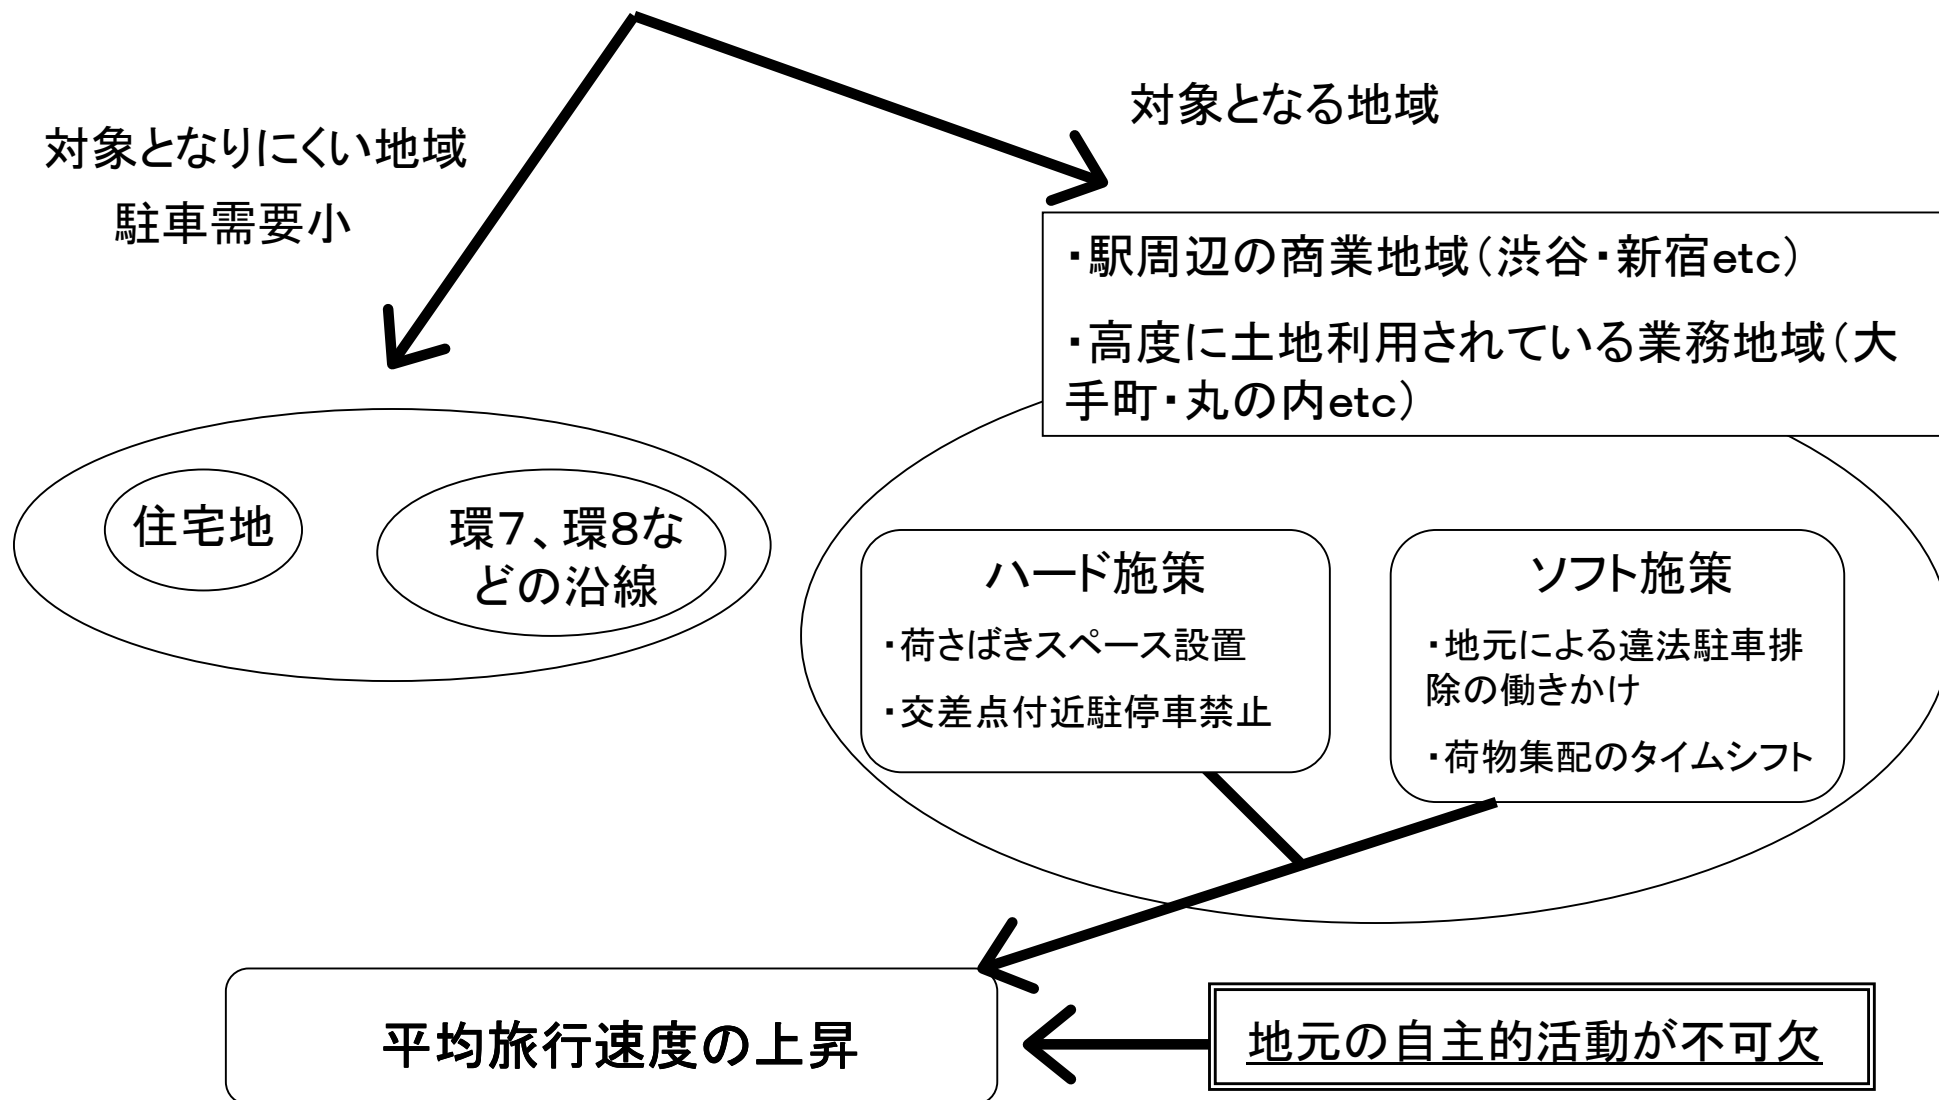 対象となりにくい地域
駐車需要小
対象となる地域
・駅周辺の商業地域（渋谷・新宿etc）
・高度に土地利用されている業務地域（大
手町・丸の内etc）
住宅地
環７、環８な
どの沿線
ハード施策
・荷さばきスペース設置
・交差点付近駐停車禁止
ソフト施策
・地元による違法駐車排
除の働きかけ
・荷物集配のタイムシフト
平均旅行速度の上昇
地元の自主的活動が不可欠